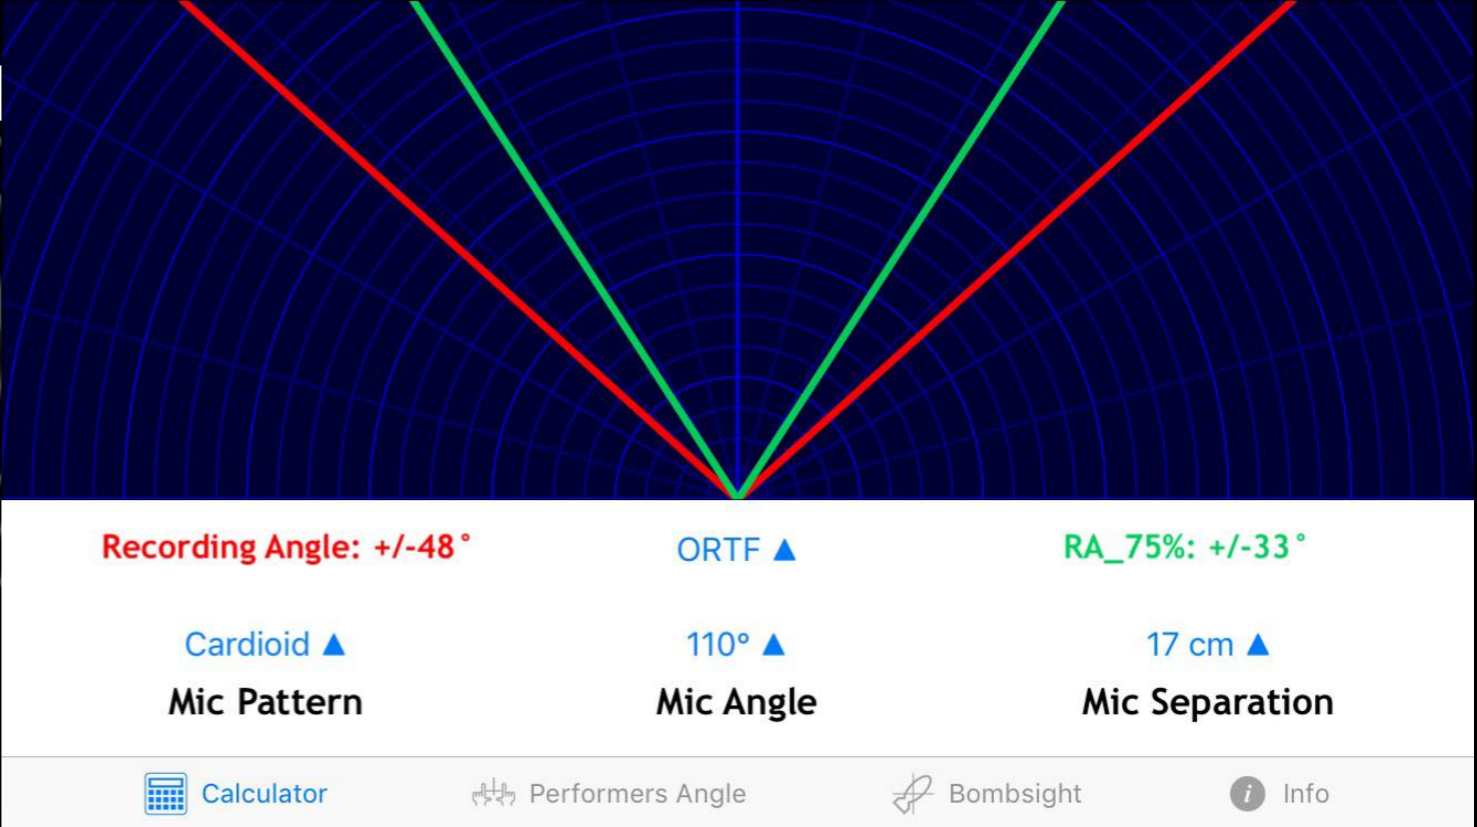 Recording Angle: +/-48°
ORTF ▲
RA_75%: +/-33°
Cardioid ▲
110° ▲
17 cm ▲
Mic Pattern
Mic Angle
Mic Separation
Calculator
Performers Angle
Bombsight
i Info